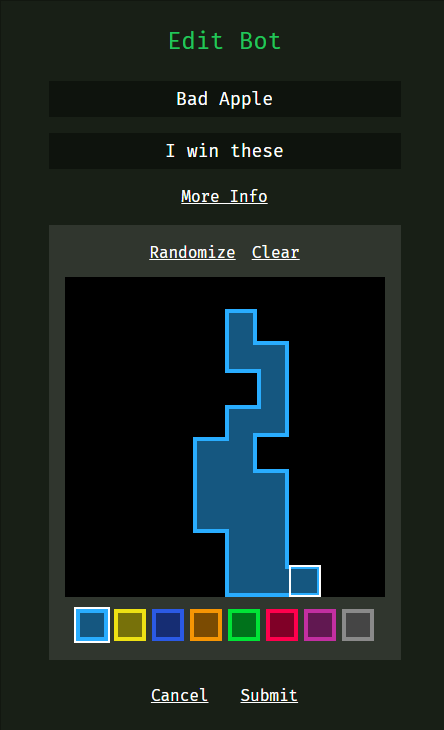 Edit Bot
Bad Apple
I win these
More Info
Randomize Clear
Cancel Submit